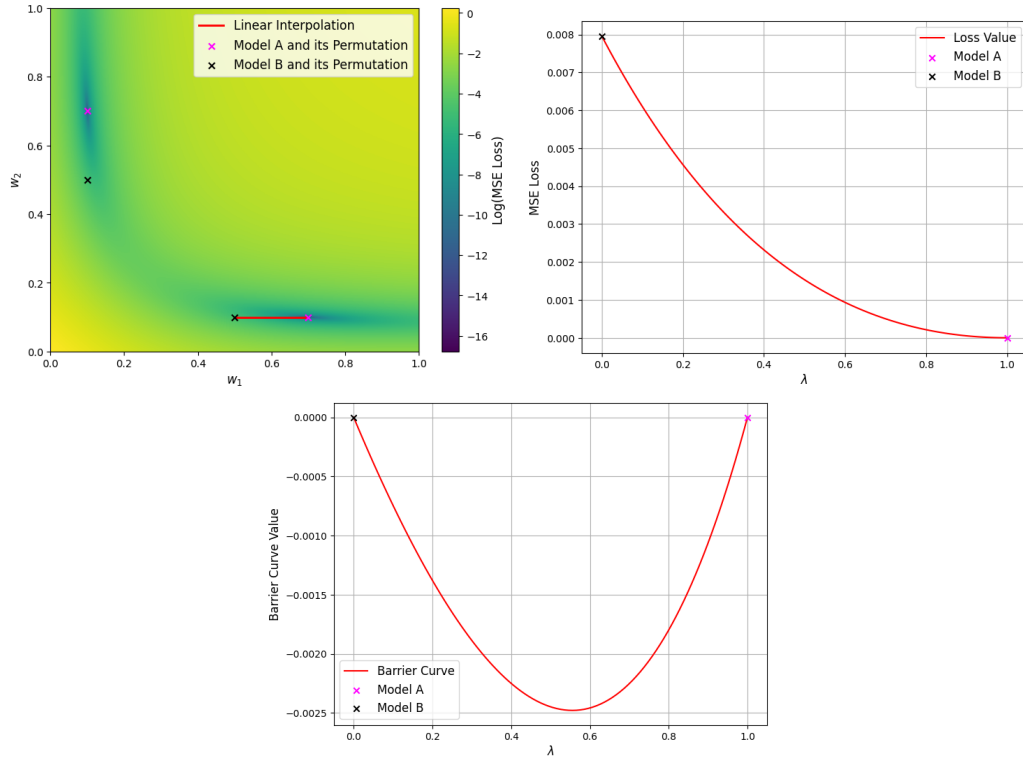 1.0
0.8
0.6
0.4
0.2
0.0
w₂
0.0 0.2 0.4 0.6 0.8 1.0
w₁
Linear Interpolation
Model A and its Permutation
Model B and its Permutation
0
−2
−4
−6
−8
−10
−12
−14
−16
Log(MSE Loss)
0.008
0.007
0.006
0.005
0.004
0.003
0.002
0.001
0.000
MSE Loss
0.0 0.2 0.4 0.6 0.8 1.0
λ
Loss Value
Model A
Model B
0.0000
−0.0005
−0.0010
−0.0015
−0.0020
−0.0025
Barrier Curve Value
Barrier Curve
Model A
Model B
0.0 0.2 0.4 0.6 0.8 1.0
λ